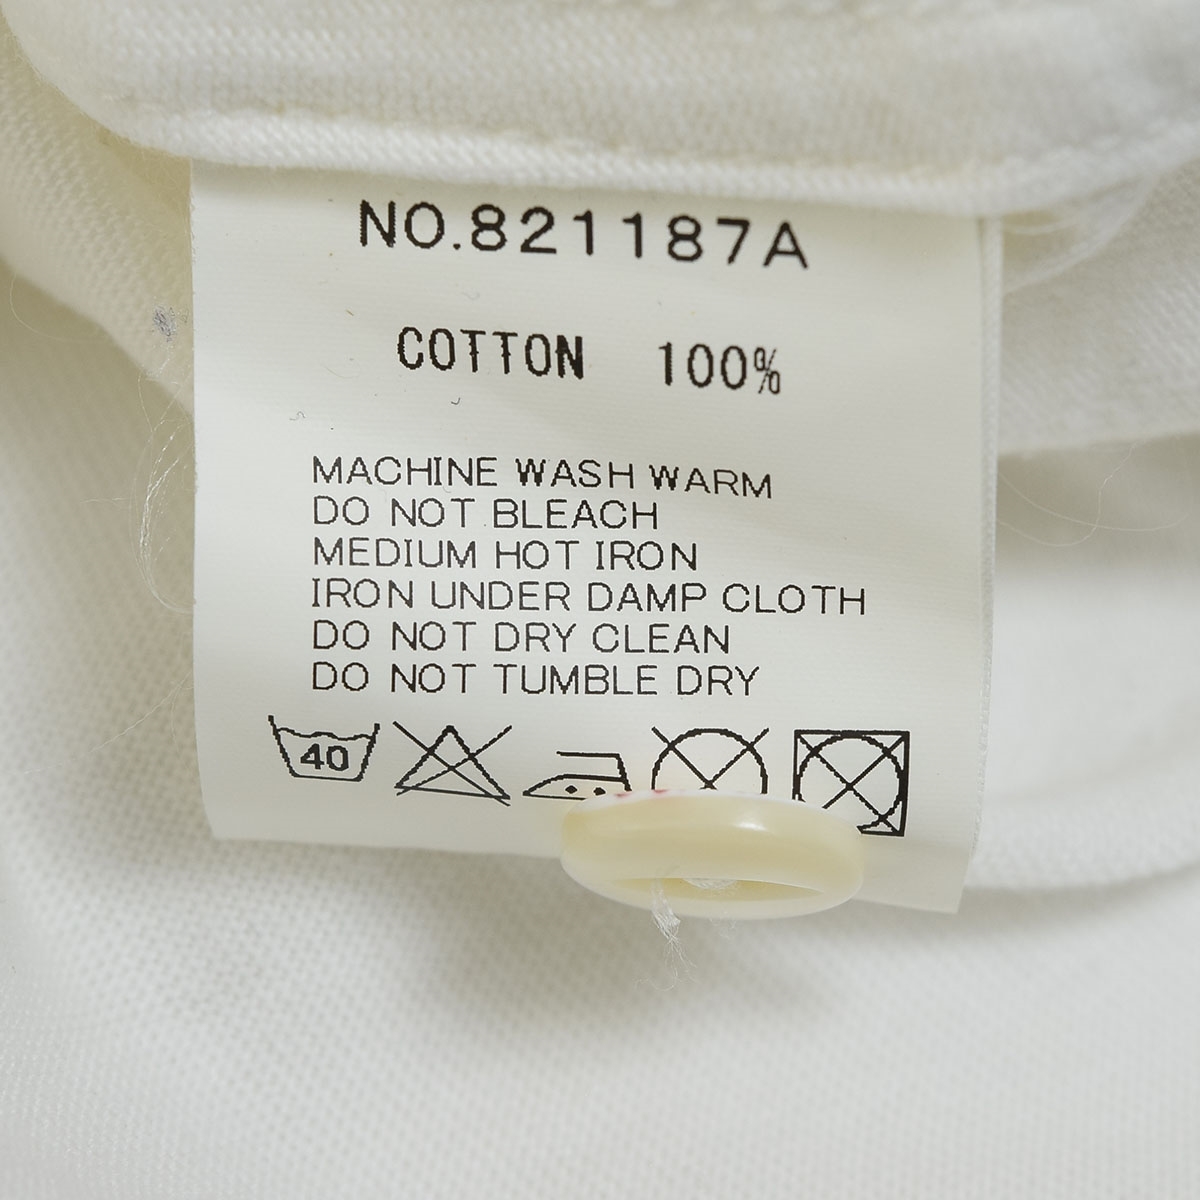 NO.821187A
COTTON 100%
MACHINE WASH WARM
DO NOT BLEACH
MEDIUM HOT IRON
IRON UNDER DAMP CLOTH
DO NOT DRY CLEAN
DO NOT TUMBLE DRY
40